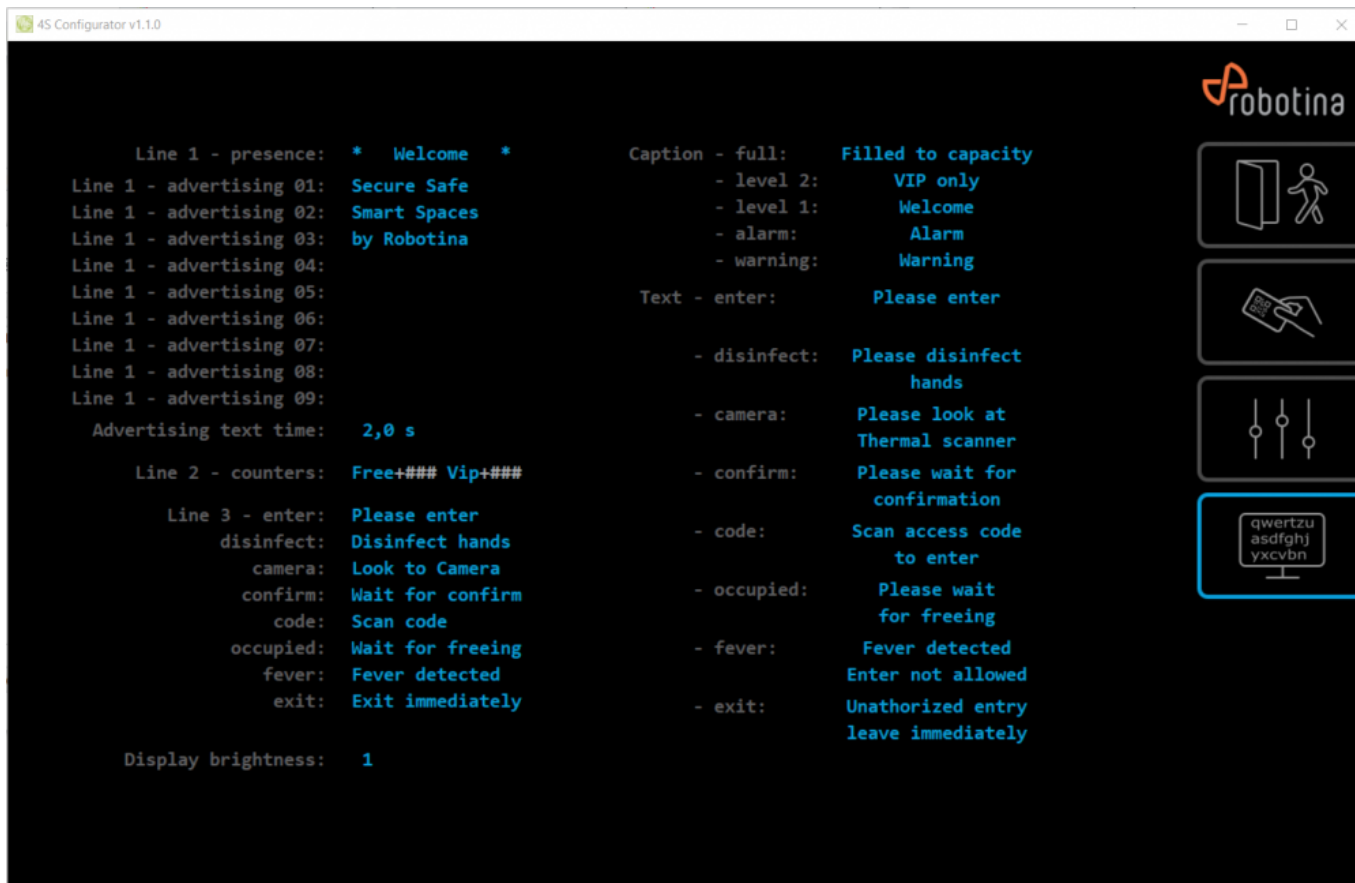 4S Configurator v1.1.0
robotina
Line 1 - presence: * Welcome *
Line 1 - advertising 01: Secure Safe
Line 1 - advertising 02: Smart Spaces
Line 1 - advertising 03: by Robotina
Line 1 - advertising 04:
Line 1 - advertising 05:
Line 1 - advertising 06:
Line 1 - advertising 07:
Line 1 - advertising 08:
Line 1 - advertising 09:
Advertising text time: 2,0 s
Line 2 - counters: Free+### Vip+###
Line 3 - enter: Please enter
disinfect: Disinfect hands
camera: Look to Camera
confirm: Wait for confirm
code: Scan code
occupied: Wait for freeing
fever: Fever detected
exit: Exit immediately
Display brightness: 1
Caption - full: Filled to capacity
- level 2: VIP only
- level 1: Welcome
- alarm: Alarm
- warning: Warning
Text - enter: Please enter
- disinfect: Please disinfect
hands
- camera: Please look at
Thermal scanner
- confirm: Please wait for
confirmation
- code: Scan access code
to enter
- occupied: Please wait
for freeing
- fever: Fever detected
Enter not allowed
- exit: Unathorized entry
leave immediately
qwertzu
asdfghj
yxcvbn